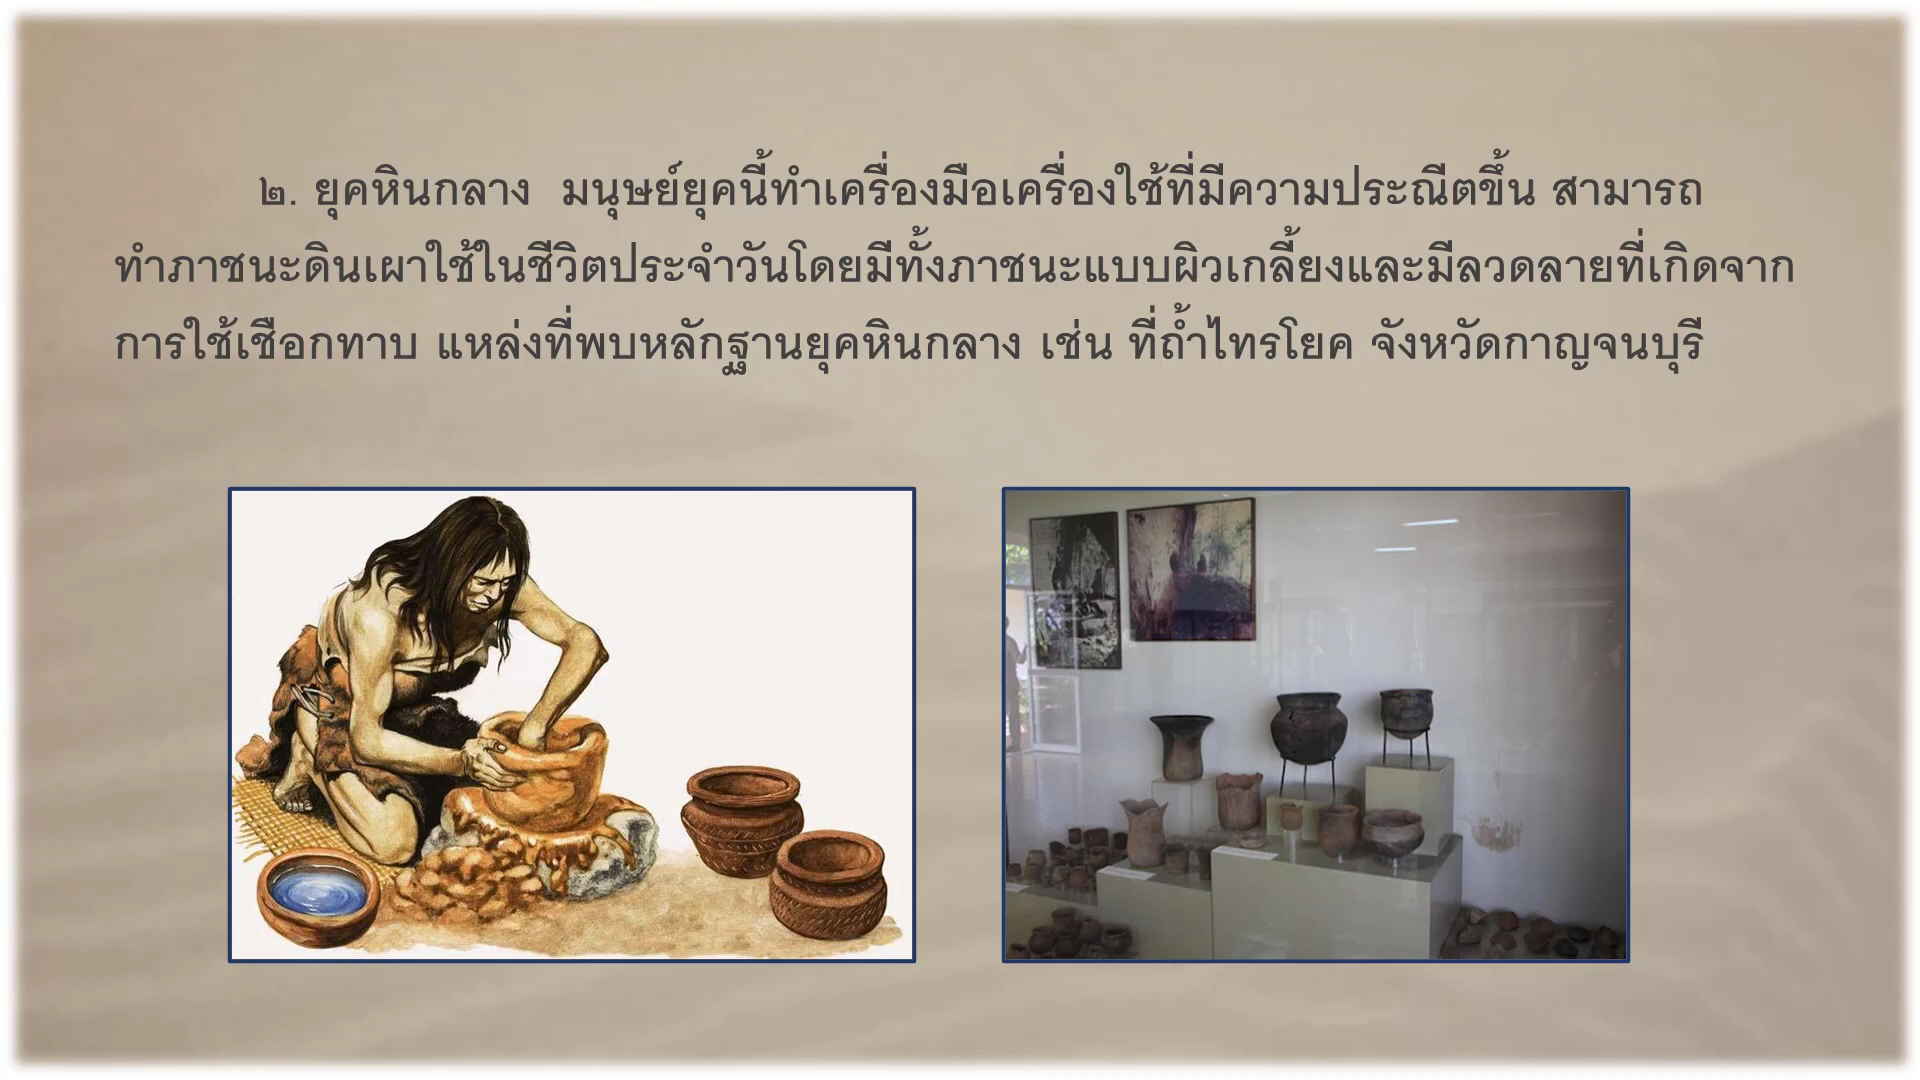 ๒. ยุคหินกลาง  มนุษย์ยุคนี้ทำเครื่องมือเครื่องใช้ที่มีความประณีตขึ้น สามารถ
ทำภาชนะดินเผาใช้ในชีวิตประจำวันโดยมีทั้งภาชนะแบบผิวเกลี้ยงและมีลวดลายที่เกิดจาก
การใช้เชือกทาบ แหล่งที่พบหลักฐานยุคหินกลาง เช่น ที่ถ้ำไทรโยค จังหวัดกาญจนบุรี